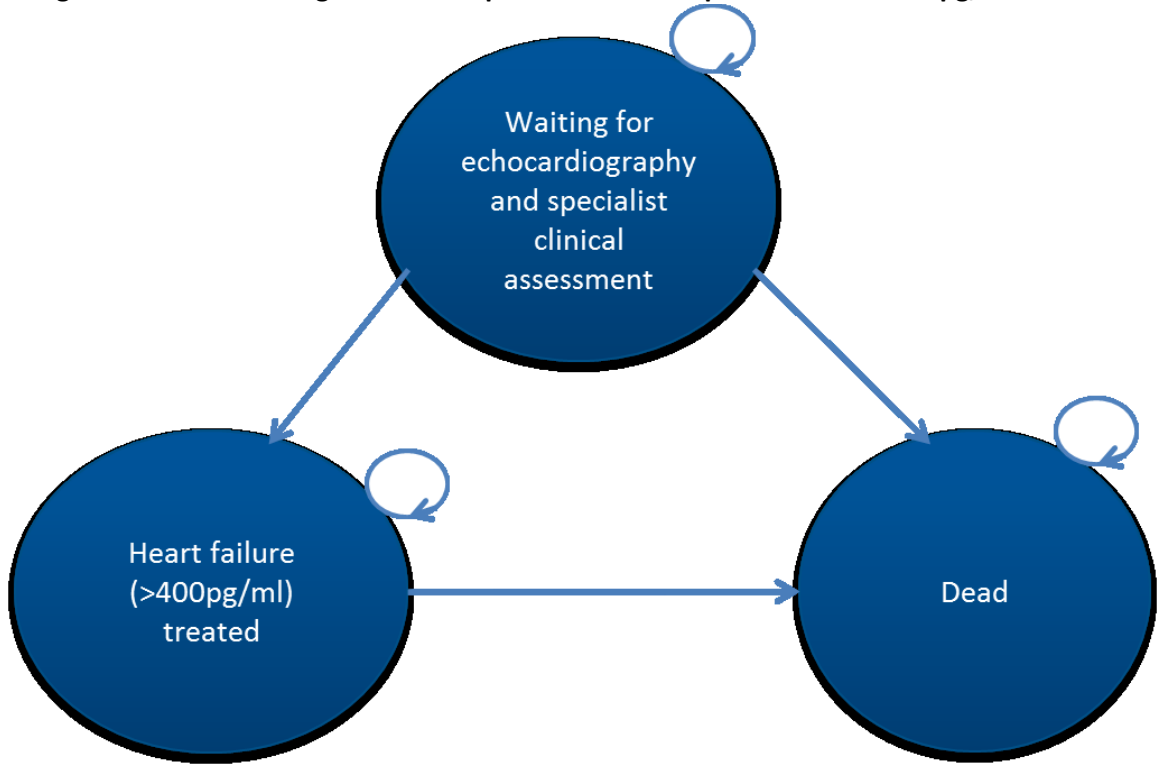 Waiting for
echocardiography
and specialist
clinical
assessment
Heart failure
(>400pg/ml)
treated
Dead